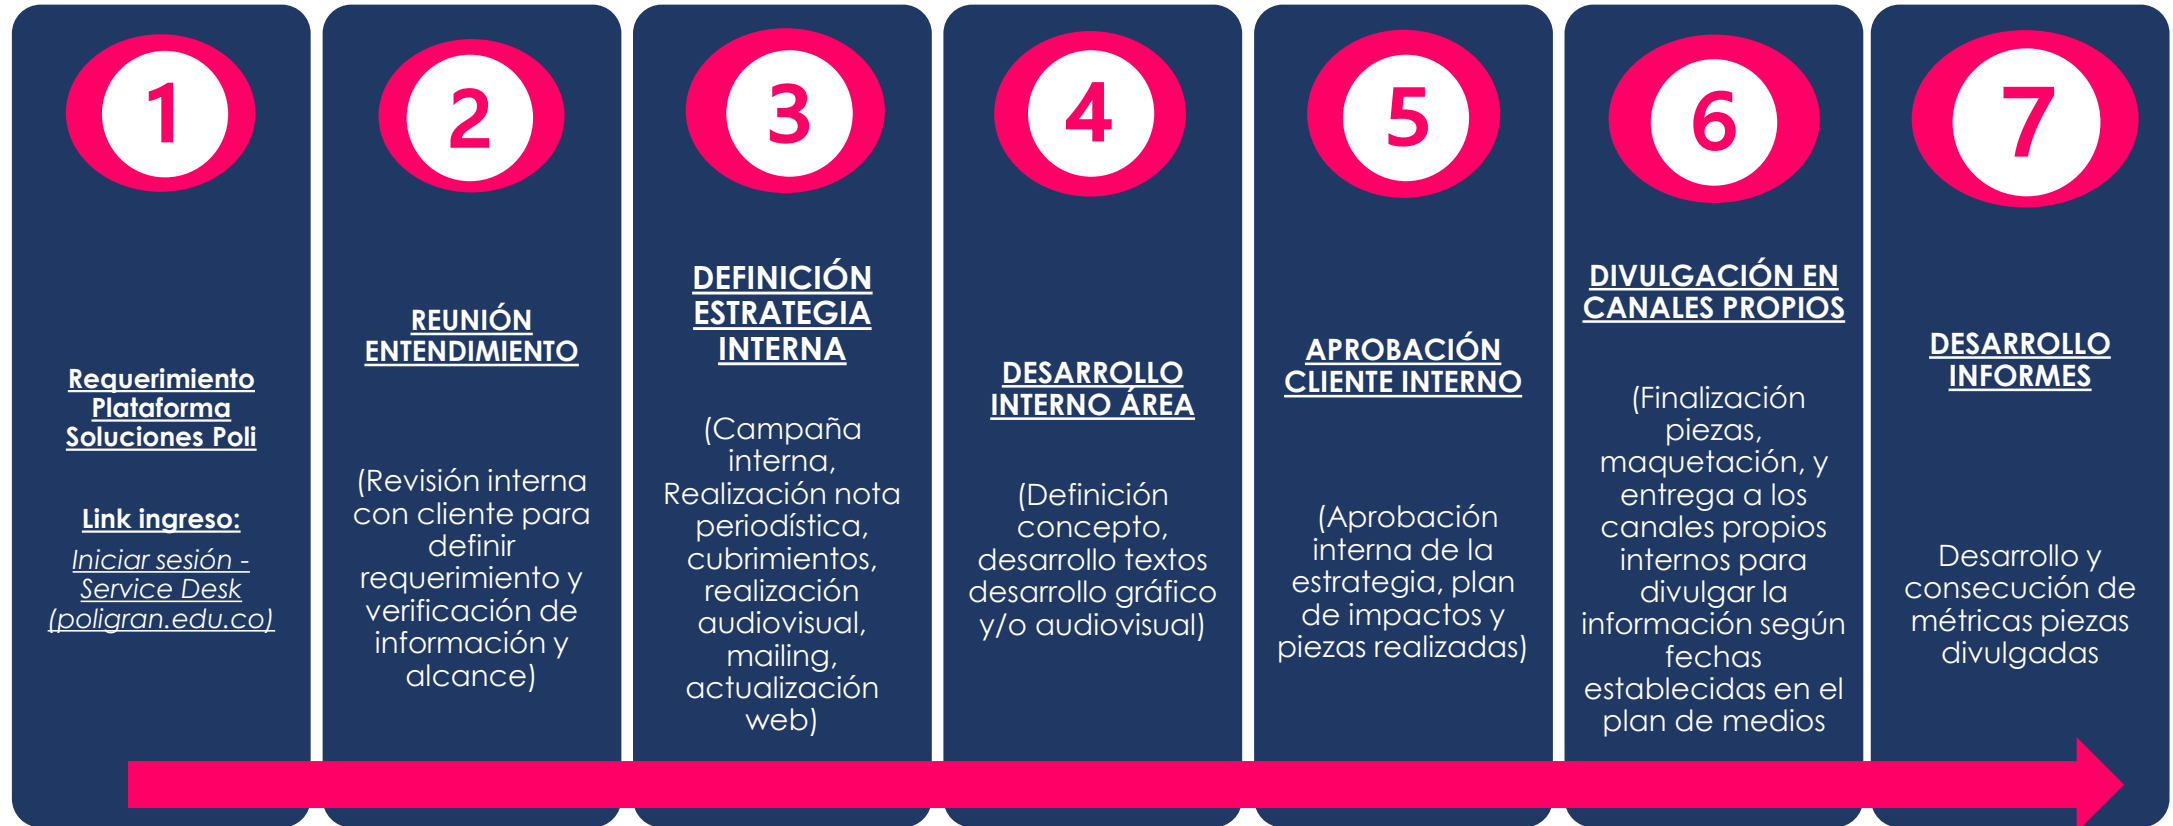 1
Requerimiento
Plataforma
Soluciones Poli
Link ingreso:
Iniciar sesión -
Service Desk
(poligran.edu.co)
2
REUNIÓN
ENTENDIMIENTO
(Revisión interna
con cliente para
definir
requerimiento y
verificación de
información y
alcance)
3
DEFINICIÓN
ESTRATEGIA
INTERNA
(Campaña
interna,
Realización nota
periodística,
cubrimientos,
realización
audiovisual,
mailing,
actualización
web)
4
DESARROLLO
INTERNO ÁREA
(Definición
concepto,
desarrollo textos
desarrollo gráfico
y/o audiovisual)
5
APROBACIÓN
CLIENTE INTERNO
(Aprobación
interna de la
estrategia, plan
de impactos y
piezas realizadas)
6
DIVULGACIÓN EN
CANALES PROPIOS
(Finalización
piezas,
maquetación, y
entrega a los
canales propios
internos para
divulgar la
información según
fechas
establecidas en el
plan de medios
7
DESARROLLO
INFORMES
Desarrollo y
consecución de
métricas piezas
divulgadas